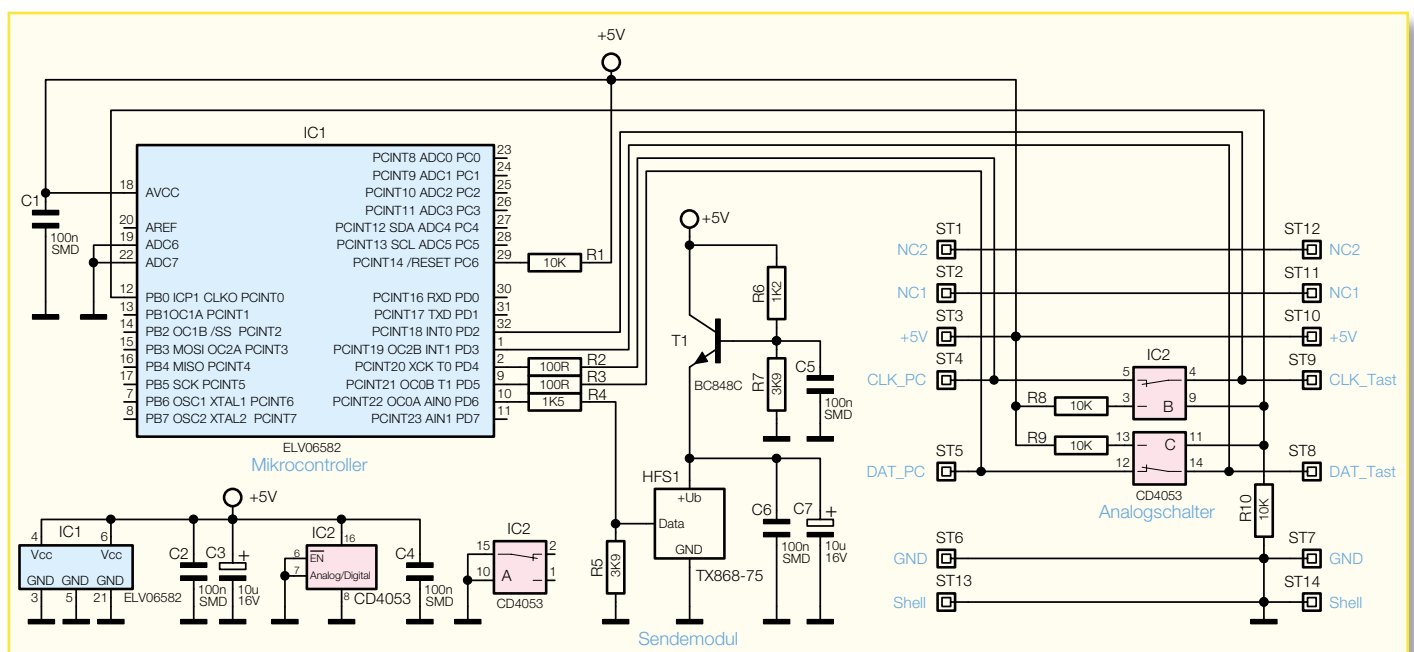 +5V
IC1
18 AVCC
20 AREF
19 ADC6
22 ADC7
12 PB0 ICP1 CLKO PCINT0
13 PB1OC1A PCINT1
14 PB2 OC1B /SS PCINT2
15 PB3 MOSI OC2A PCINT3
16 PB4 MISO PCINT4
17 PB5 SCK PCINT5
7 PB6 OSC1 XTAL1 PCINT6
8 PB7 OSC2 XTAL2 PCINT7
PCINT8 ADC0 PC0 23
PCINT9 ADC1 PC1 24
PCINT10 ADC2 PC2 25
PCINT11 ADC3 PC3 26
PCINT12 SDA ADC4 PC4 27
PCINT13 SCL ADC5 PC5 28
PCINT14 /RESET PC6 29
PCINT16 RXD PD0 30
PCINT17 TXD PD1 31
PCINT18 INT0 PD2 32
PCINT19 OC2B INT1 PD3 1
PCINT20 XCK T0 PD4 2
PCINT21 OC0B T1 PD5 9
PCINT22 OC0A AIN0 PD6 10
PCINT23 AIN1 PD7 11
ELV06582
Mikrocontroller
C1
100n
SMD
10K R1
100R R2
100R R3
1K5 R4
+5V
R6
1K2
T1
BC848C
R7
3K9
C5
100n
SMD
HFS1
+Ub
Data
GND
TX868-75
R5
3K9
C6
100n
SMD
C7
+
10u
16V
Sendemodul
ST1
NC2
ST12
NC2
ST2
NC1
ST11
NC1
ST3
+5V
ST10
+5V
ST4
CLK_PC
IC2
5 4
3 9
B
ST9
CLK_Tast
R8
10K
R9
10K
13 C 11
12 14
CD4053
Analogschalter
ST5
DAT_PC
ST8
DAT_Tast
R10
10K
ST6
GND
ST7
GND
ST13
Shell
ST14
Shell
+5V
IC1
4 6
Vcc Vcc
GND GND GND
3 5 21
ELV06582
C2
100n
SMD
C3
+
10u
16V
IC2
16
6 EN
7 Analog/Digital
8
CD4053
C4
100n
SMD
IC2
15 2
10 A 1
CD4053